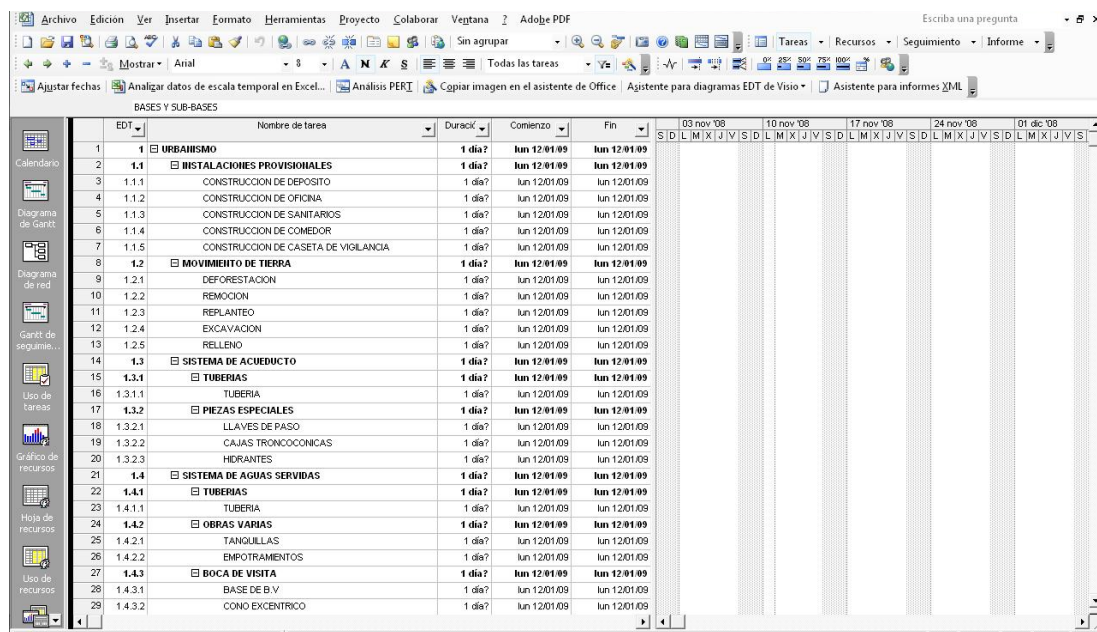 Archivo Edición Ver Insertar Formato Herramientas Proyecto Colaborar Ventana ? Adobe PDF Escriba una pregunta
Sin agrupar Tareas Recursos Seguimiento Informe
Mostrar Arial 8 A N K S Todas las tareas 0% 25% 50% 75% 100%
Ajustar fechas Analizar datos de escala temporal en Excel... Análisis PERT Copiar imagen en el asistente de Office Asistente para diagramas EDT de Visio Asistente para informes XML
BASES Y SUB-BASES
EDT Nombre de tarea Duració Comienzo Fin 03 nov '08 10 nov '08 17 nov '08 24 nov '08 01 dic '08
S D L M X J V S D L M X J V S D L M X J V S D L M X J V S D L M X J V S
1 1 URBANISMO 1 día? lun 12/01/09 lun 12/01/09
2 1.1 INSTALACIONES PROVISIONALES 1 día? lun 12/01/09 lun 12/01/09
3 1.1.1 CONSTRUCCION DE DEPOSITO 1 día? lun 12/01/09 lun 12/01/09
4 1.1.2 CONSTRUCCION DE OFICINA 1 día? lun 12/01/09 lun 12/01/09
5 1.1.3 CONSTRUCCION DE SANITARIOS 1 día? lun 12/01/09 lun 12/01/09
6 1.1.4 CONSTRUCCION DE COMEDOR 1 día? lun 12/01/09 lun 12/01/09
7 1.1.5 CONSTRUCCION DE CASETA DE VIGILANCIA 1 día? lun 12/01/09 lun 12/01/09
8 1.2 MOVIMIENTO DE TIERRA 1 día? lun 12/01/09 lun 12/01/09
9 1.2.1 DEFORESTACION 1 día? lun 12/01/09 lun 12/01/09
10 1.2.2 REMOCION 1 día? lun 12/01/09 lun 12/01/09
11 1.2.3 REPLANTEO 1 día? lun 12/01/09 lun 12/01/09
12 1.2.4 EXCAVACION 1 día? lun 12/01/09 lun 12/01/09
13 1.2.5 RELLENO 1 día? lun 12/01/09 lun 12/01/09
14 1.3 SISTEMA DE ACUEDUCTO 1 día? lun 12/01/09 lun 12/01/09
15 1.3.1 TUBERIAS 1 día? lun 12/01/09 lun 12/01/09
16 1.3.1.1 TUBERIA 1 día? lun 12/01/09 lun 12/01/09
17 1.3.2 PIEZAS ESPECIALES 1 día? lun 12/01/09 lun 12/01/09
18 1.3.2.1 LLAVES DE PASO 1 día? lun 12/01/09 lun 12/01/09
19 1.3.2.2 CAJAS TRONCOCONICAS 1 día? lun 12/01/09 lun 12/01/09
20 1.3.2.3 HIDRANTES 1 día? lun 12/01/09 lun 12/01/09
21 1.4 SISTEMA DE AGUAS SERVIDAS 1 día? lun 12/01/09 lun 12/01/09
22 1.4.1 TUBERIAS 1 día? lun 12/01/09 lun 12/01/09
23 1.4.1.1 TUBERIA 1 día? lun 12/01/09 lun 12/01/09
24 1.4.2 OBRAS VARIAS 1 día? lun 12/01/09 lun 12/01/09
25 1.4.2.1 TANQUILLAS 1 día? lun 12/01/09 lun 12/01/09
26 1.4.2.2 EMPOTRAMIENTOS 1 día? lun 12/01/09 lun 12/01/09
27 1.4.3 BOCA DE VISITA 1 día? lun 12/01/09 lun 12/01/09
28 1.4.3.1 BASE DE B.V 1 día? lun 12/01/09 lun 12/01/09
29 1.4.3.2 CONO EXCENTRICO 1 día? lun 12/01/09 lun 12/01/09
Calendario
Diagrama
de Gantt
Diagrama
de red
Gantt de
seguimie...
Uso de
tareas
Gráfico de
recursos
Hoja de
recursos
Uso de
recursos